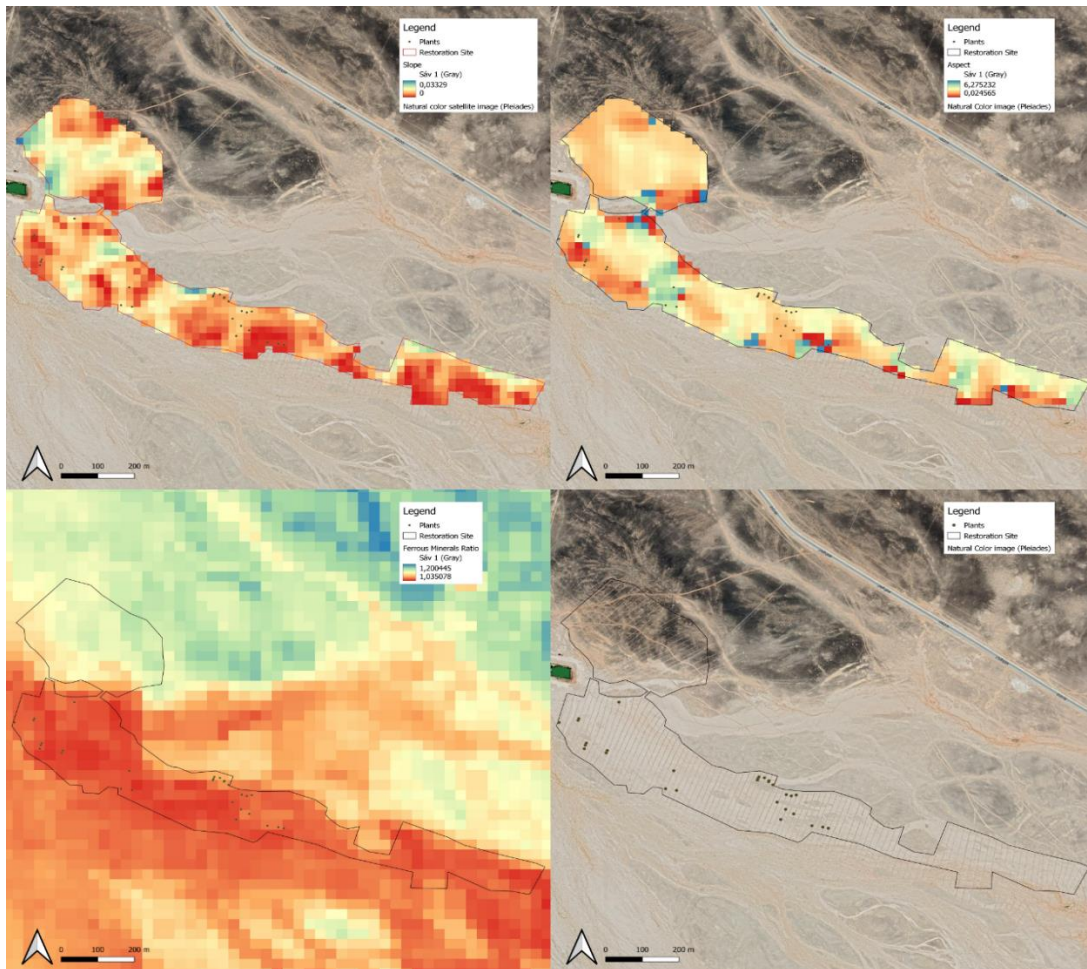 Legend
Plants
Restoration Site
Slope
Sáv 1 (Gray)
0,03329
0
Natural color satellite image (Pleiades)
0 100 200 m
Legend
Plants
Restoration Site
Aspect
Sáv 1 (Gray)
6,275232
0,024565
Natural Color image (Pleiades)
0 100 200 m
Legend
Plants
Restoration Site
Ferrous Minerals Ratio
Sáv 1 (Gray)
1,200445
1,035078
0 100 200 m
Legend
Plants
Restoration Site
Natural Color image (Pleiades)
0 100 200 m